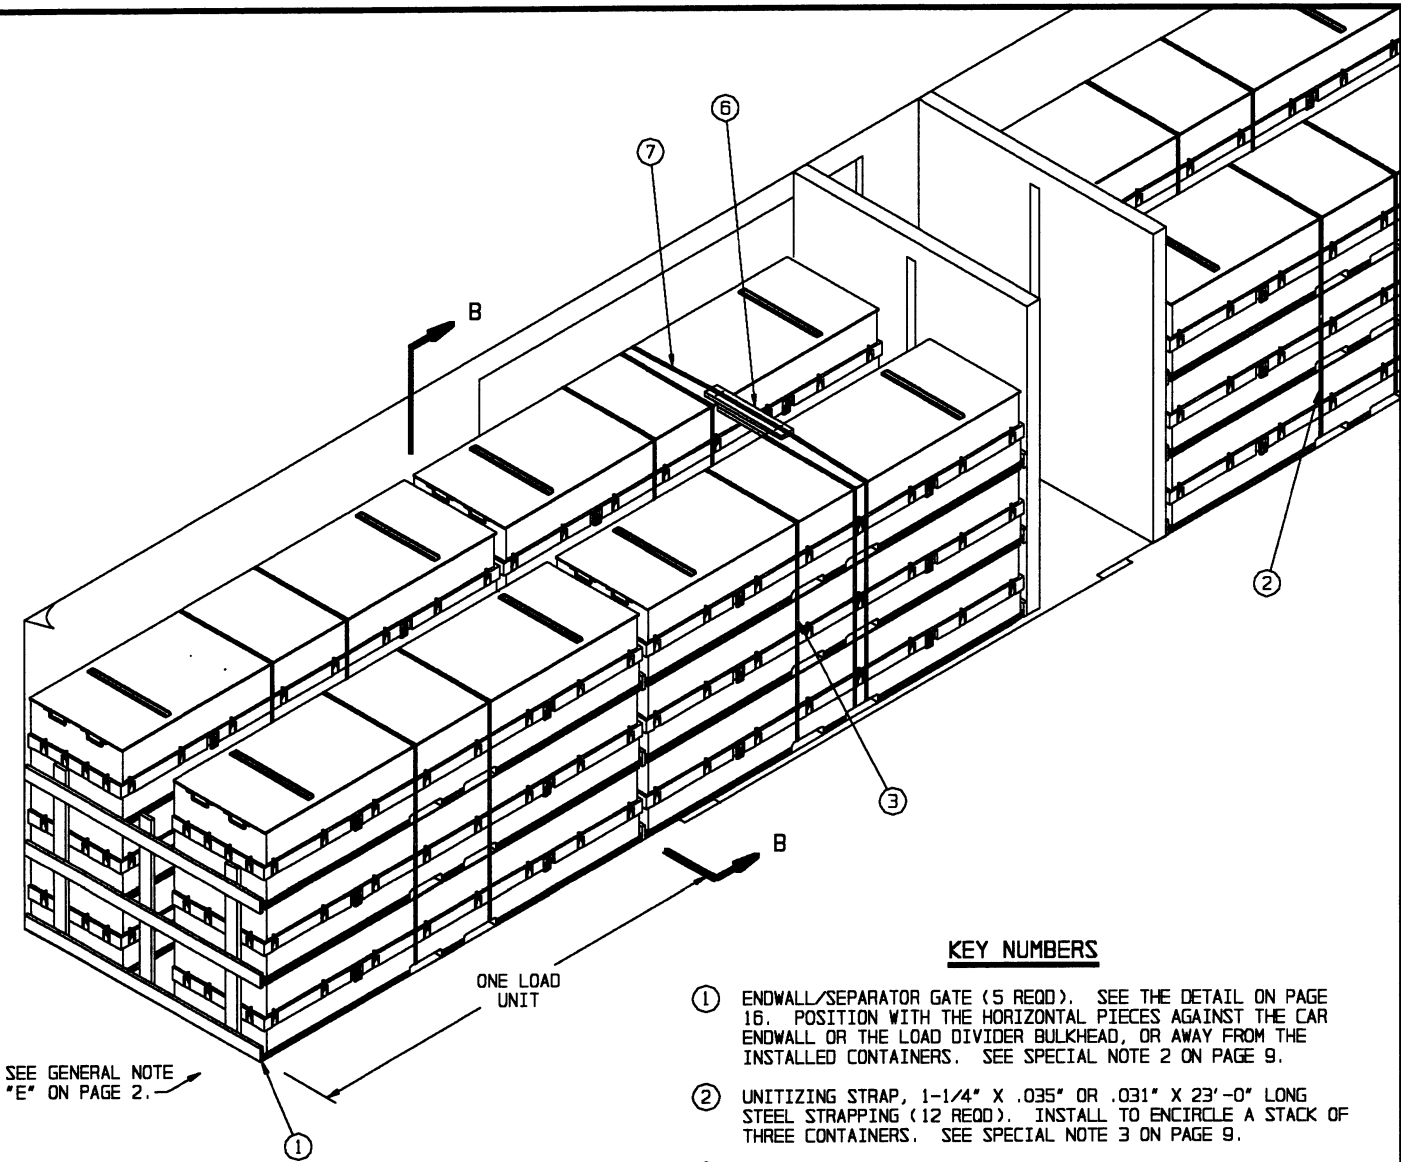 6
7
B
2
3
B
ONE LOAD
UNIT
SEE GENERAL NOTE
"E" ON PAGE 2.
1
KEY NUMBERS
1 ENDWALL/SEPARATOR GATE (5 REQD). SEE THE DETAIL ON PAGE
16. POSITION WITH THE HORIZONTAL PIECES AGAINST THE CAR
ENDWALL OR THE LOAD DIVIDER BULKHEAD, OR AWAY FROM THE
INSTALLED CONTAINERS. SEE SPECIAL NOTE 2 ON PAGE 9.
2 UNITIZING STRAP, 1-1/4" X .035" OR .031" X 23'-0" LONG
STEEL STRAPPING (12 REQD). INSTALL TO ENCIRCLE A STACK OF
THREE CONTAINERS. SEE SPECIAL NOTE 3 ON PAGE 9.